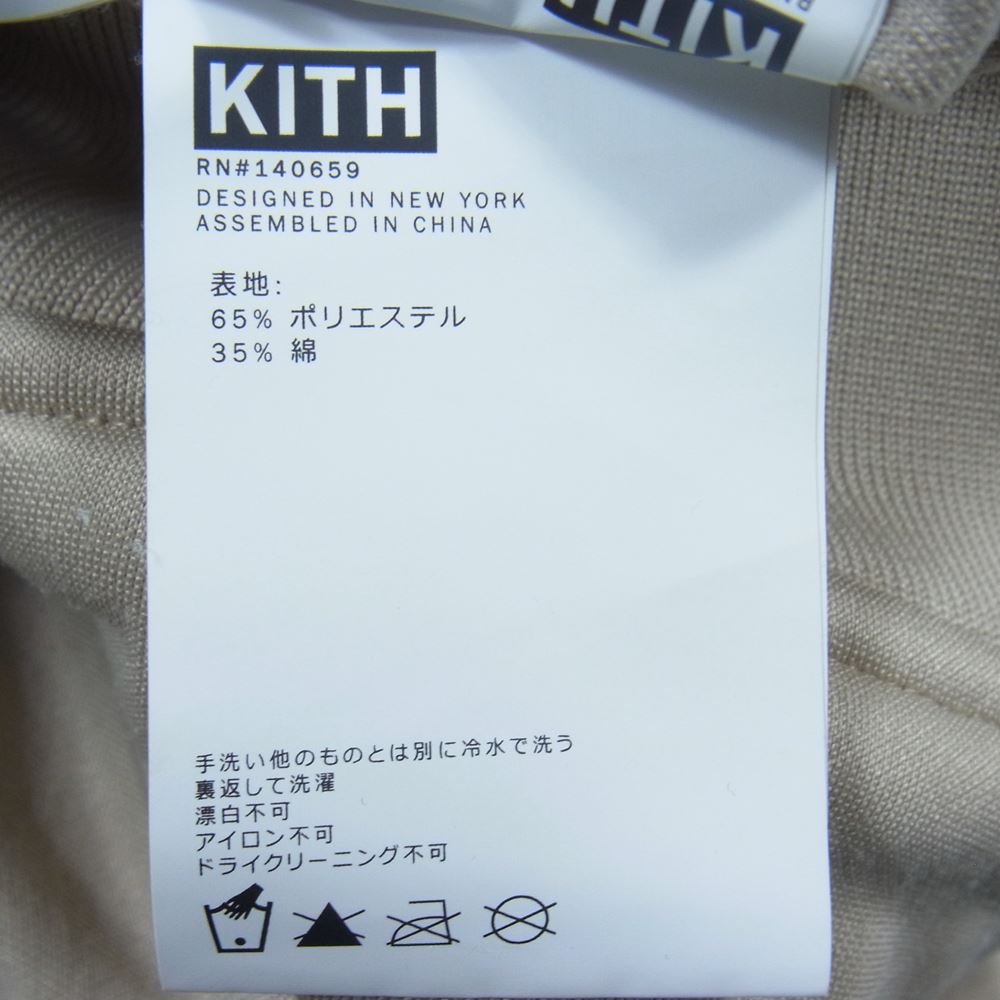 KITH
KITH
RN#140659
DESIGNED IN NEW YORK
ASSEMBLED IN CHINA
表地:
65% ポリエステル
35% 綿
手洗い他のものとは別に冷水で洗う
裏返して洗濯
漂白不可
アイロン不可
ドライクリーニング不可